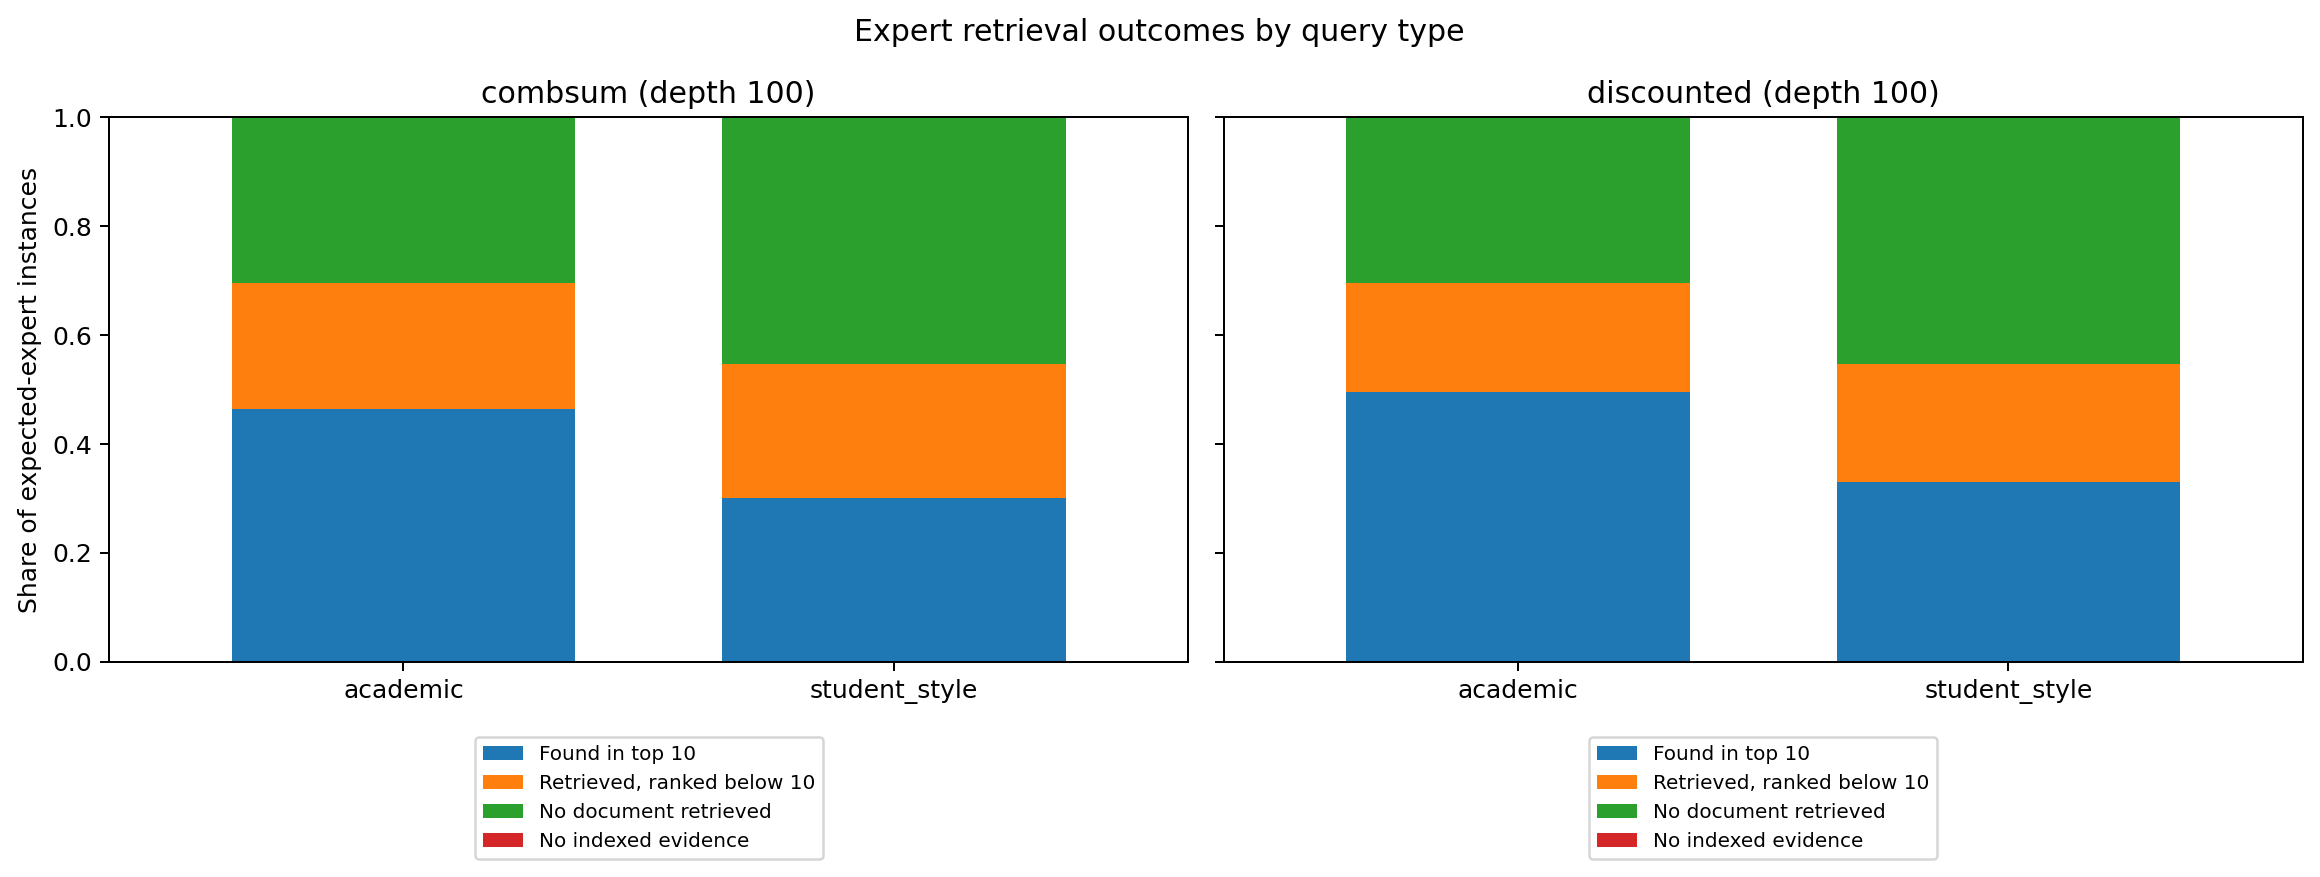 Expert retrieval outcomes by query type
combsum (depth 100)
discounted (depth 100)
Share of expected-expert instances
1.0
0.8
0.6
0.4
0.2
0.0
academic
student_style
academic
student_style
Found in top 10
Retrieved, ranked below 10
No document retrieved
No indexed evidence
Found in top 10
Retrieved, ranked below 10
No document retrieved
No indexed evidence